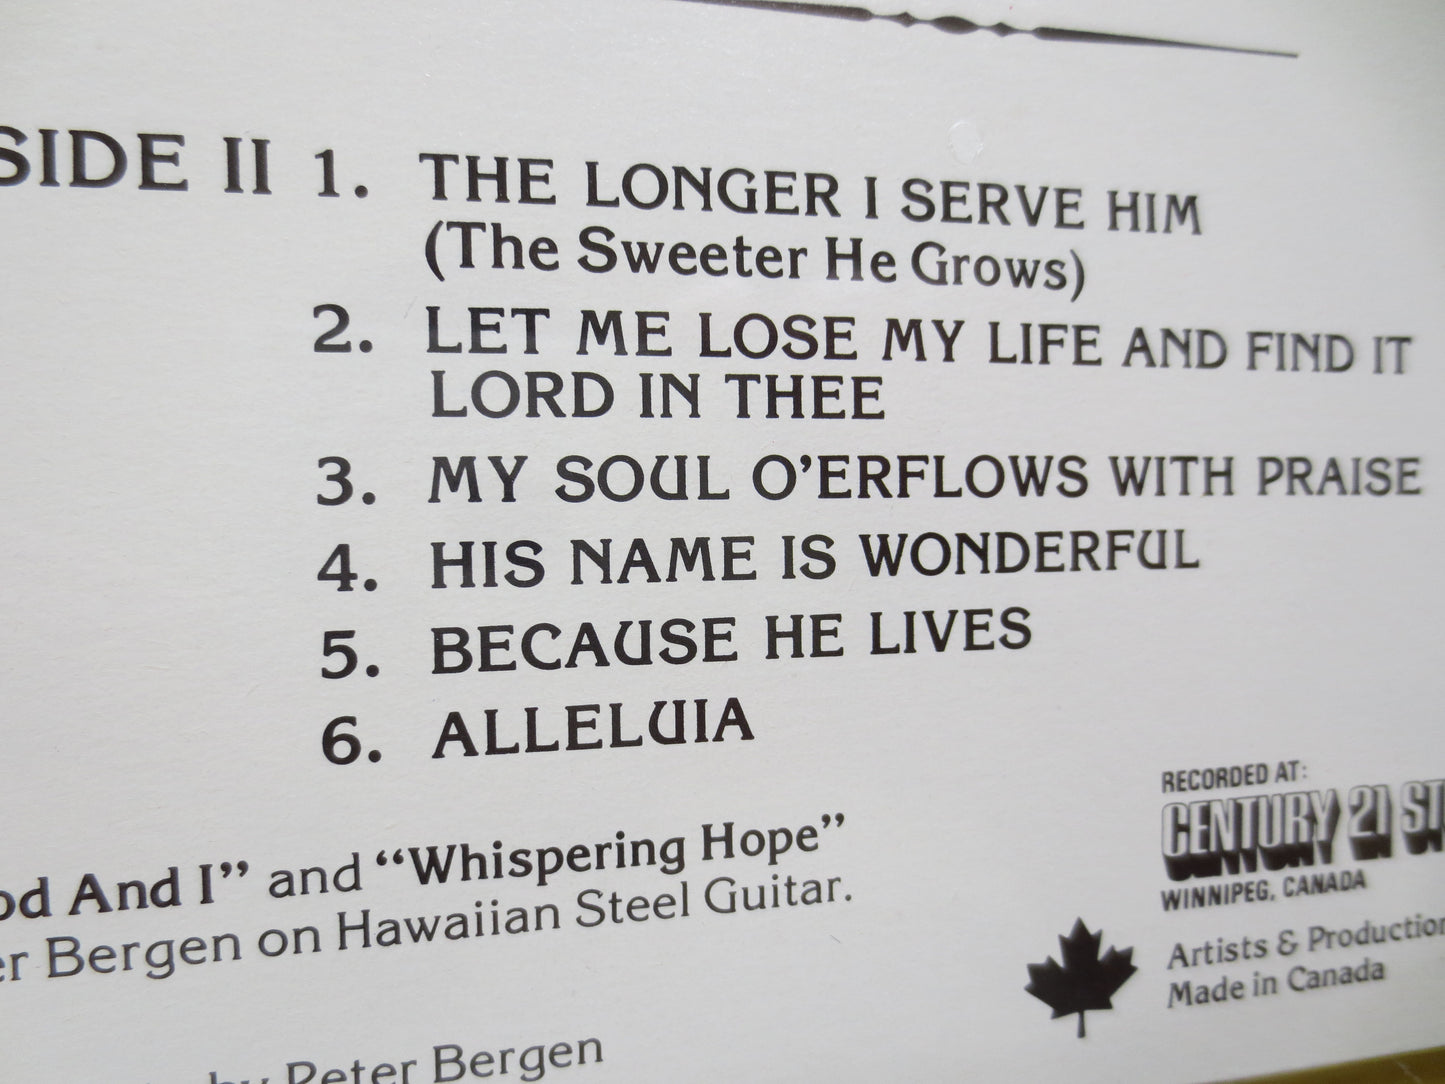 SIDE II 1. THE LONGER I SERVE HIM
(The Sweeter He Grows)
2. LET ME LOSE MY LIFE AND FIND IT
LORD IN THEE
3. MY SOUL O'ERFLOWS WITH PRAISE
4. HIS NAME IS WONDERFUL
5. BECAUSE HE LIVES
6. ALLELUIA
And I” and “Whispering Hope”
Bergen on Hawaiian Steel Guitar.
by Peter Bergen
RECORDED AT:
CENTURY 21
WINNIPEG, CANADA
Artists & Production
Made in Canada